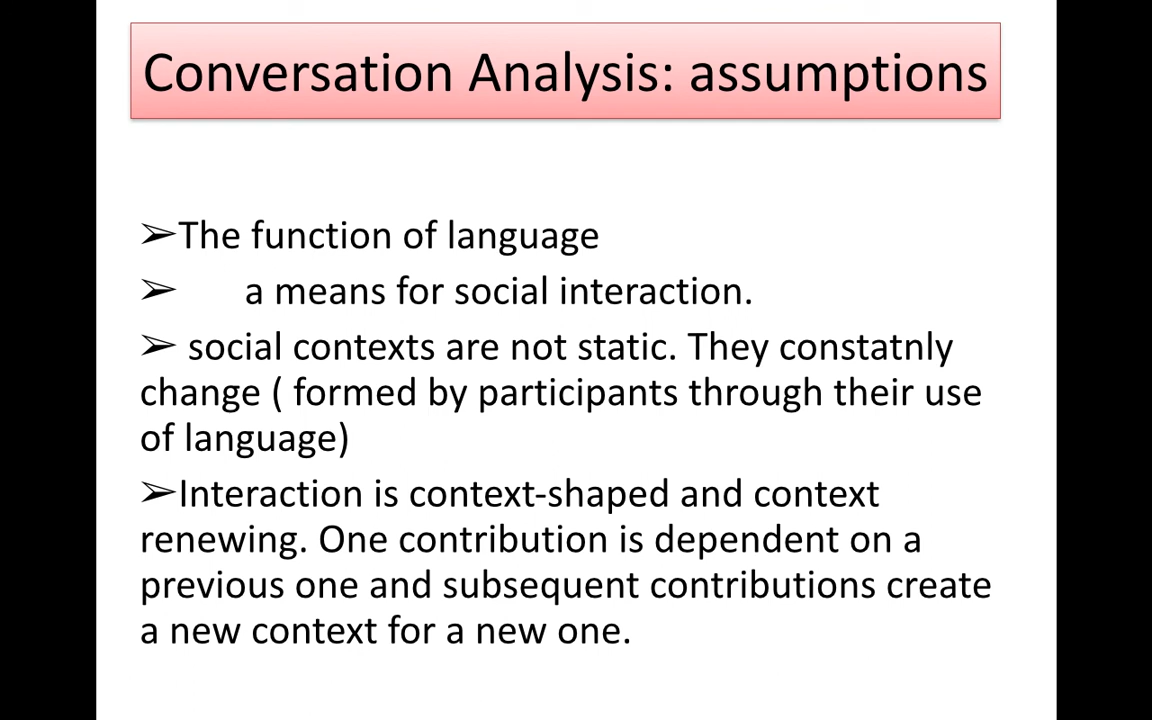 Conversation Analysis: assumptions
➢The function of language
➢ a means for social interaction.
➢ social contexts are not static. They constatnly
change ( formed by participants through their use
of language)
➢Interaction is context-shaped and context
renewing. One contribution is dependent on a
previous one and subsequent contributions create
a new context for a new one.